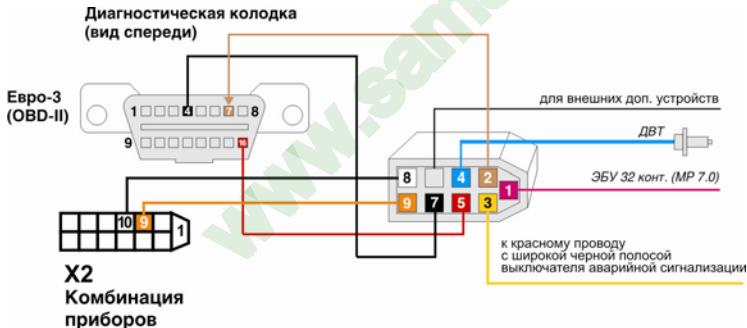 Диагностическая колодка
(вид спереди)
Евро-3
(OBD-II)
1 4 7 8
9 16
для внешних доп. устройств
ДВТ
8 4 2
1
ЭБУ 32 конт. (МР 7.0)
9 7 5 3
10 9
1
к красному проводу
с широкой черной полосой
выключателя аварийной сигнализации
X2
Комбинация
приборов
www.sama